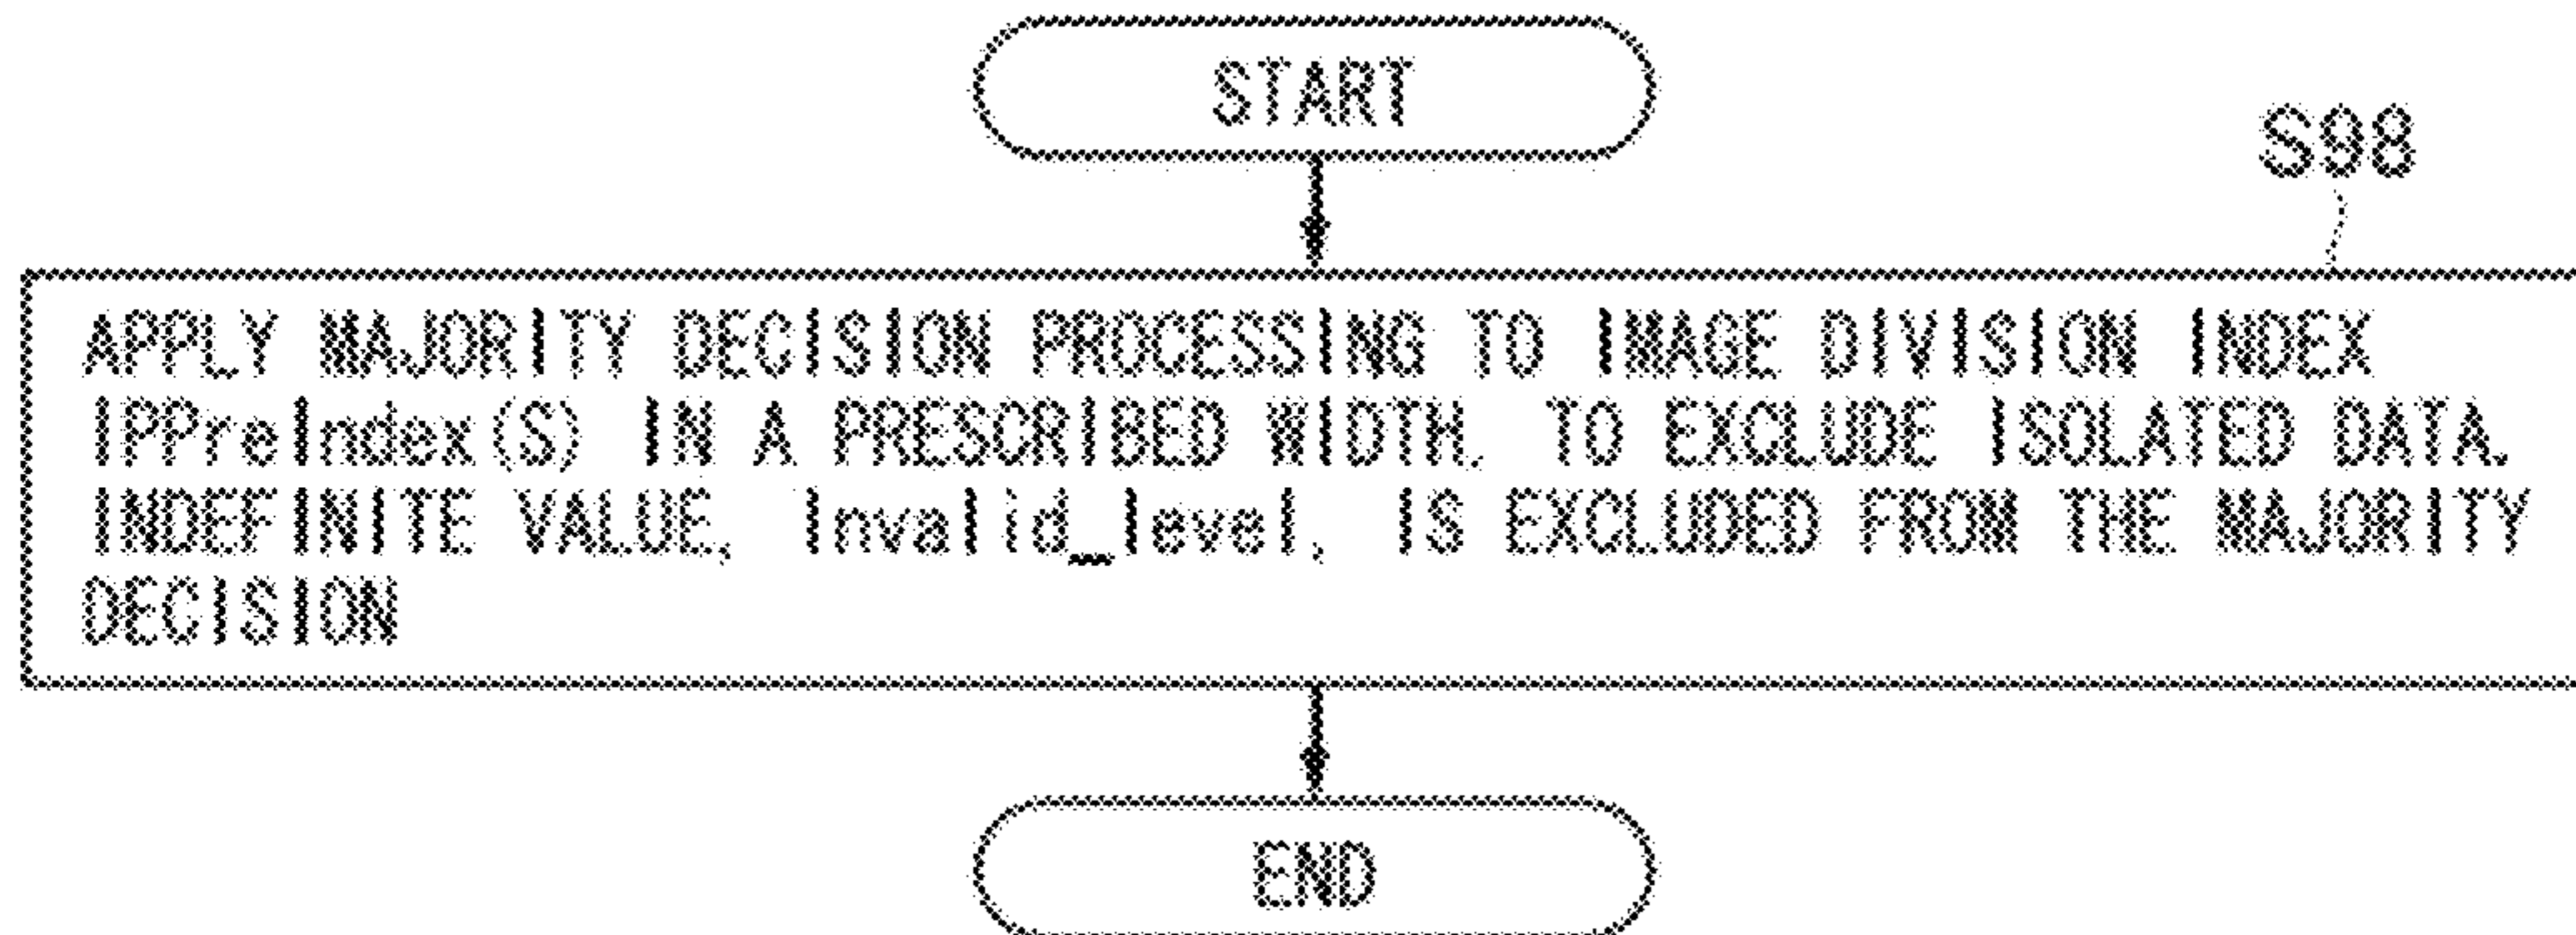 START
S98
APPLY MAJORITY DECISION PROCESSING TO IMAGE DIVISION INDEX
IPPreIndex(S) IN A PRESCRIBED WIDTH, TO EXCLUDE ISOLATED DATA.
INDEFINITE VALUE, Invalid_level, IS EXCLUDED FROM THE MAJORITY
DECISION
END